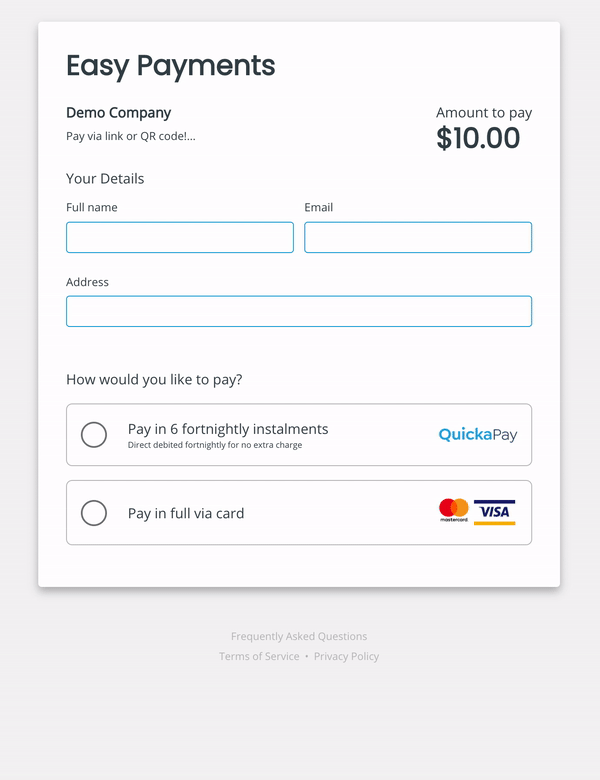 Easy Payments
Demo Company
Pay via link or QR code!...
Amount to pay
$10.00
Your Details
Full name
Email
Address
How would you like to pay?
Pay in 6 fortnightly instalments
Direct debited fortnightly for no extra charge
QuickaPay
Pay in full via card
mastercard
VISA
Frequently Asked Questions
Terms of Service • Privacy Policy